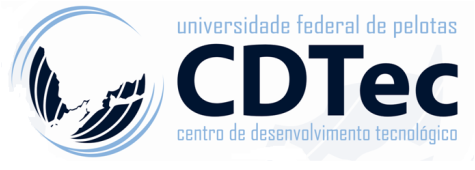 universidade federal de pelotas
CDTec
centro de desenvolvimento tecnológico